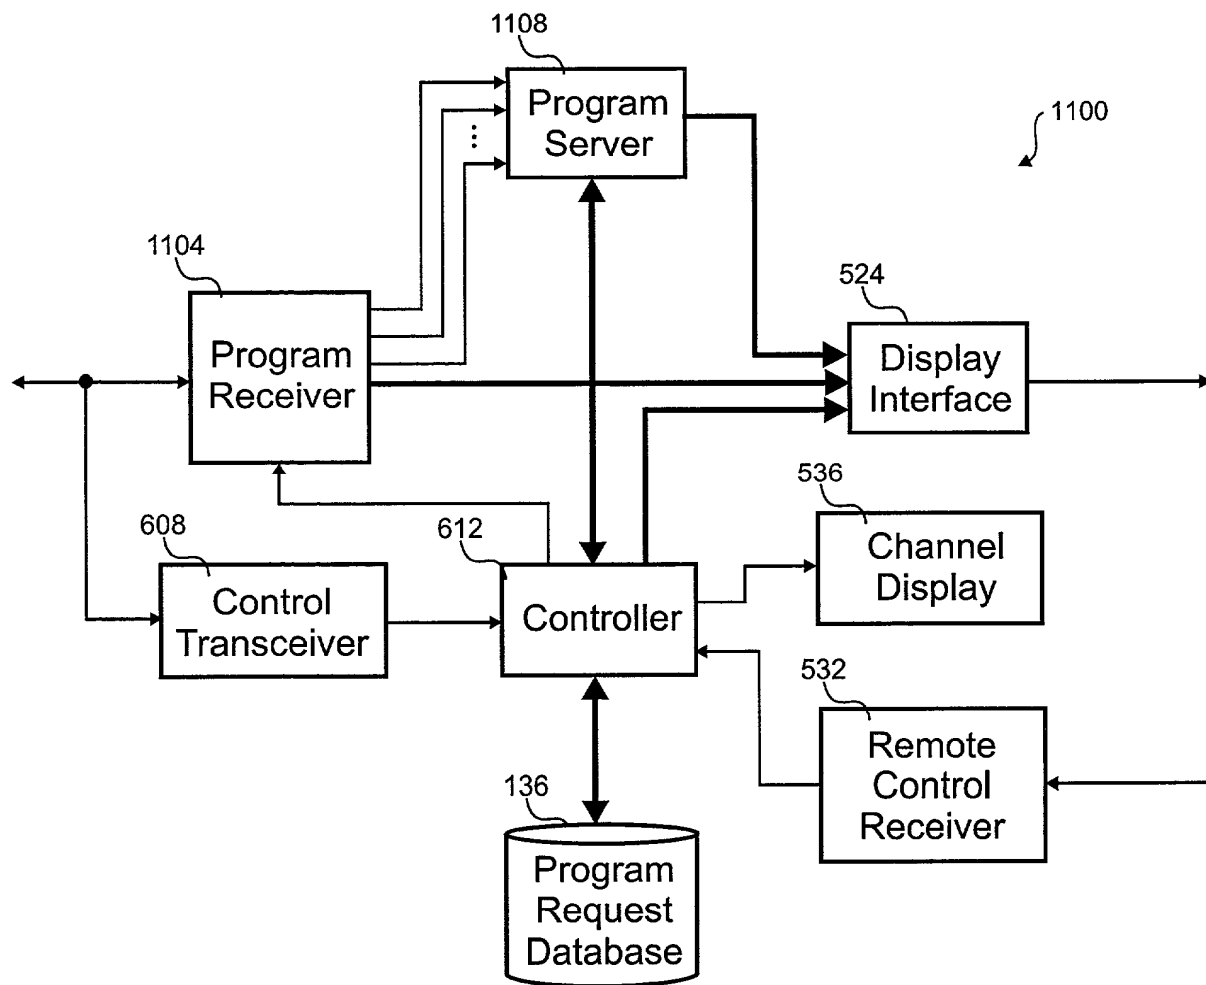 1108
Program
Server
⋮
1100
1104
Program
Receiver
524
Display
Interface
536
Channel
Display
608
Control
Transceiver
612
Controller
532
Remote
Control
Receiver
136
Program
Request
Database